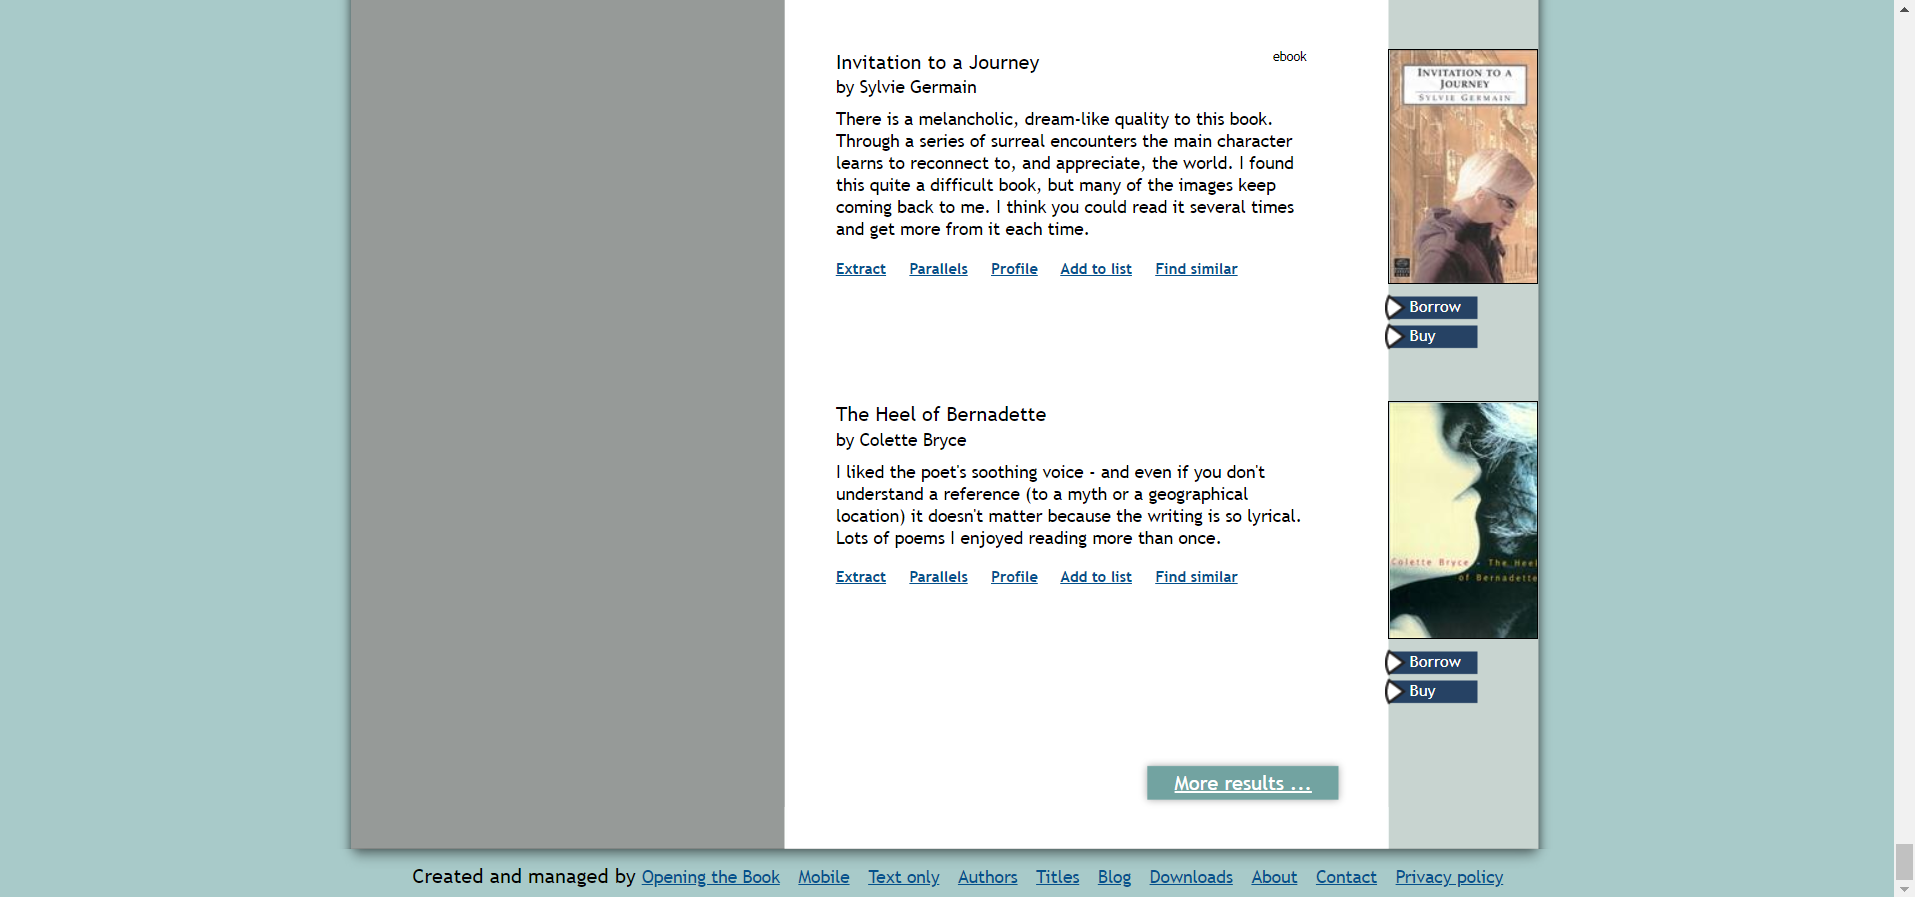 Invitation to a Journey
ebook
by Sylvie Germain
There is a melancholic, dream-like quality to this book.
Through a series of surreal encounters the main character
learns to reconnect to, and appreciate, the world. I found
this quite a difficult book, but many of the images keep
coming back to me. I think you could read it several times
and get more from it each time.
Extract Parallels Profile Add to list Find similar
INVITATION TO A
JOURNEY
SYLVIE GERMAIN
Borrow
Buy
The Heel of Bernadette
by Colette Bryce
I liked the poet's soothing voice - and even if you don't
understand a reference (to a myth or a geographical
location) it doesn't matter because the writing is so lyrical.
Lots of poems I enjoyed reading more than once.
Extract Parallels Profile Add to list Find similar
Colette Bryce - The Heel
of Bernadette
Borrow
Buy
More results ...
Created and managed by Opening the Book Mobile Text only Authors Titles Blog Downloads About Contact Privacy policy